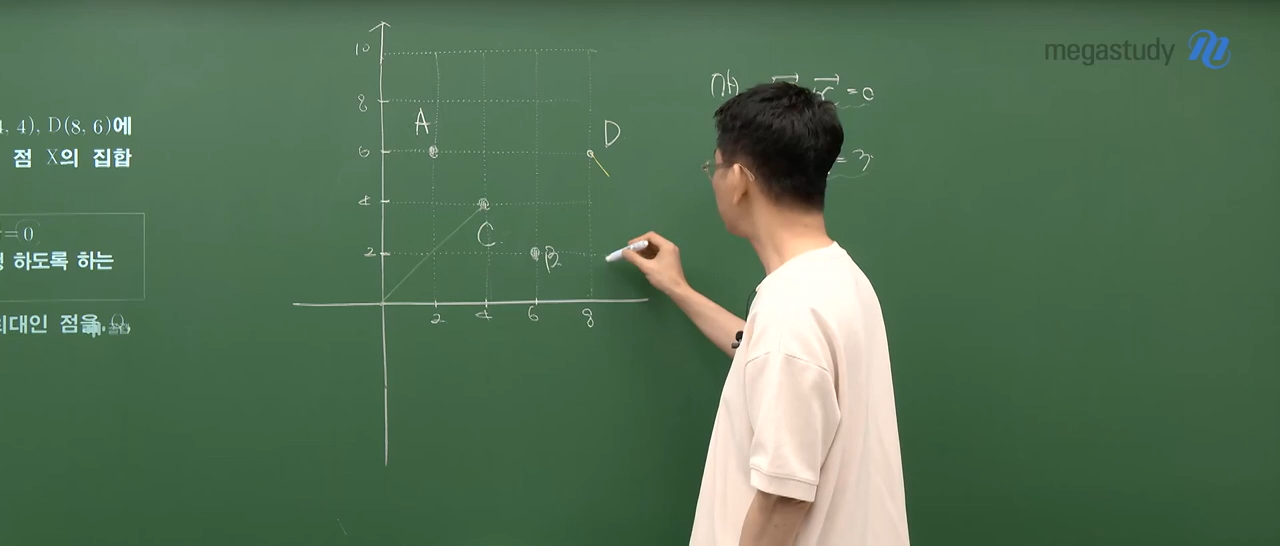 megastudy
4, 4), D(8, 6)에
점 X의 집합
=0
하도록 하는
최대인 점을
10
8
6
4
2
A
D
C
B
2 4 6 8
=0